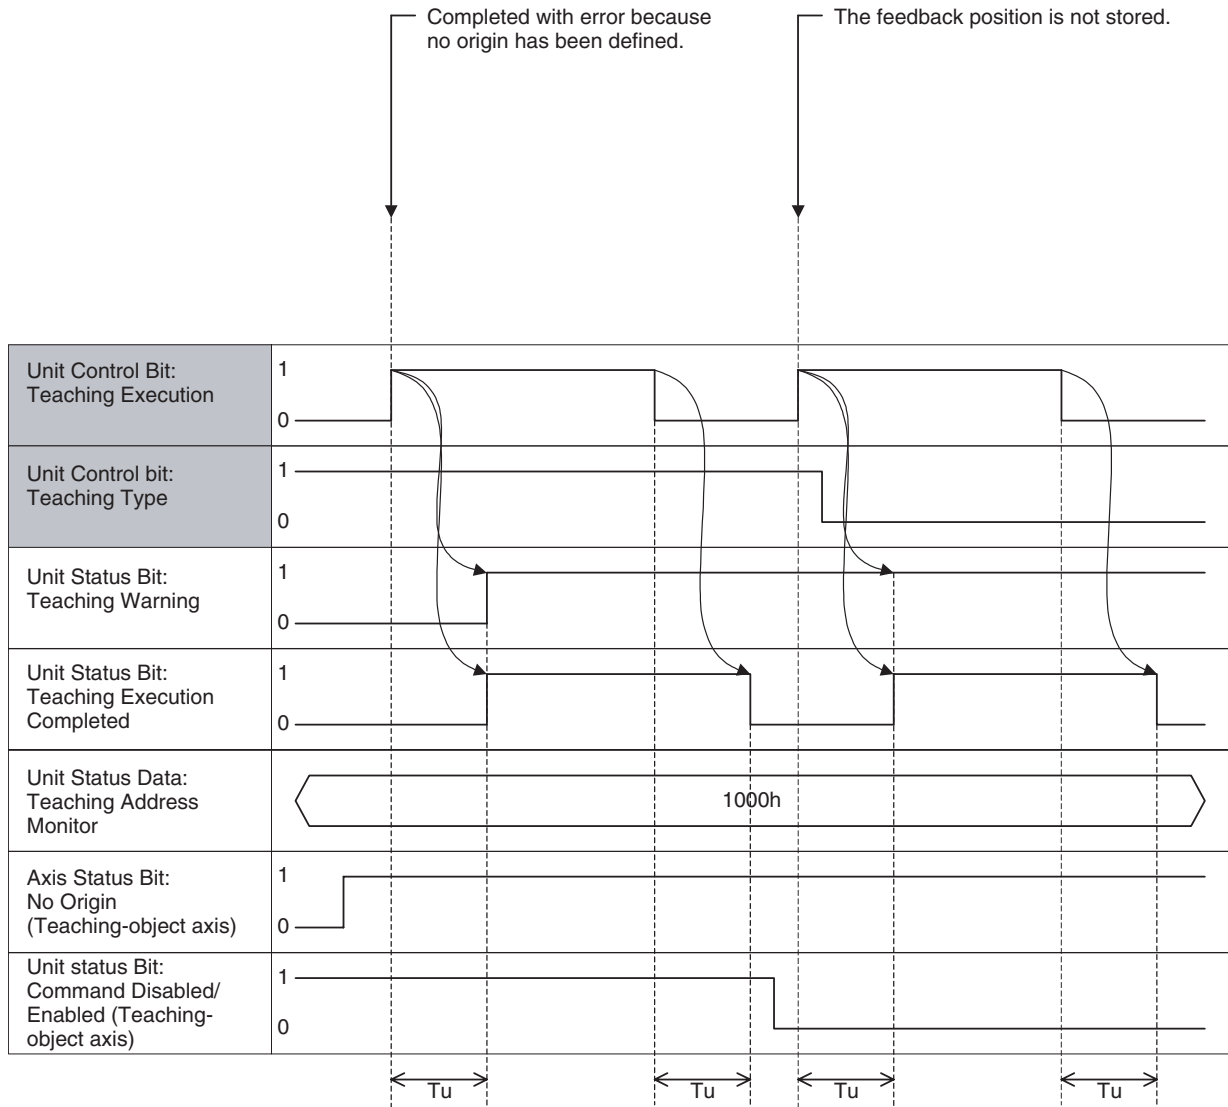 Completed with error because
no origin has been defined.
The feedback position is not stored.
Unit Control Bit:
Teaching Execution
1
0
Unit Control bit:
Teaching Type
1
0
Unit Status Bit:
Teaching Warning
1
0
Unit Status Bit:
Teaching Execution
Completed
1
0
Unit Status Data:
Teaching Address
Monitor
1000h
Axis Status Bit:
No Origin
(Teaching-object axis)
1
0
Unit status Bit:
Command Disabled/
Enabled (Teaching-
object axis)
1
0
Tu
Tu
Tu
Tu